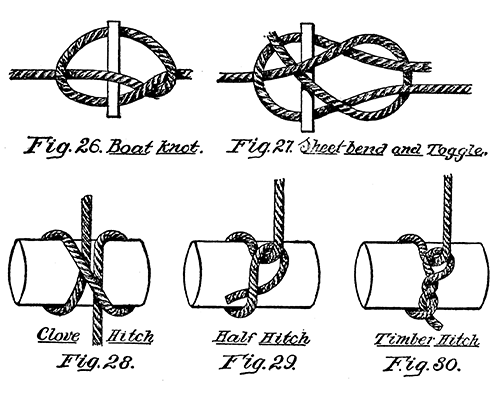 Fig. 26. Boat knot.
Fig. 27. Sheet-bend and Toggle.
Clove Hitch
Fig. 28.
Half Hitch
Fig. 29.
Timber Hitch
Fig. 30.